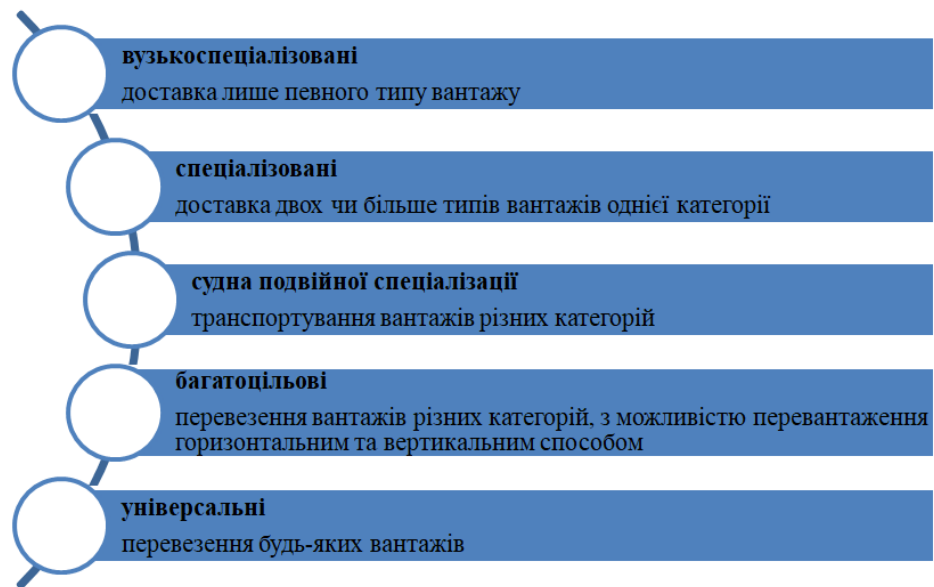 вузькоспеціалізовані
доставка лише певного типу вантажу
спеціалізовані
доставка двох чи більше типів вантажів однієї категорії
судна подвійної спеціалізації
транспортування вантажів різних категорій
багатоцільові
перевезення вантажів різних категорій, з можливістю перевантаження
горизонтальним та вертикальним способом
універсальні
перевезення будь-яких вантажів